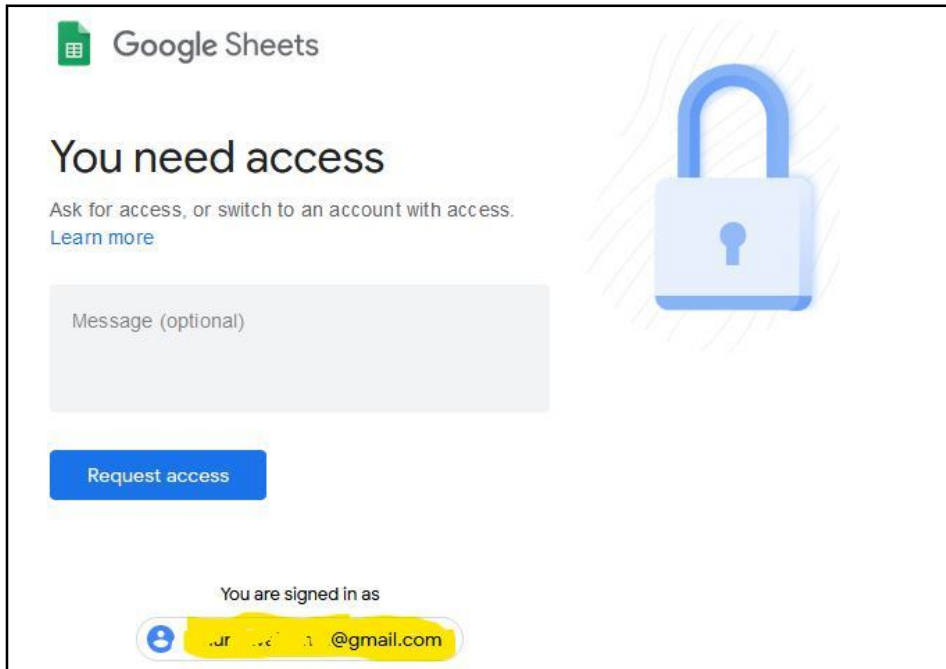 Google Sheets
You need access
Ask for access, or switch to an account with access.
Learn more
Message (optional)
Request access
You are signed in as
@gmail.com